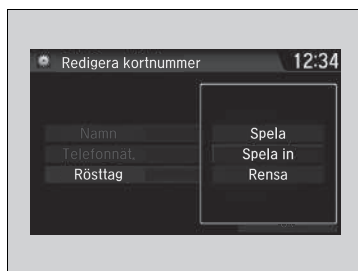 Redigera kortnummer 12:34
Namn Spela
Telefonnat. Spela in
Rösttag Rensa